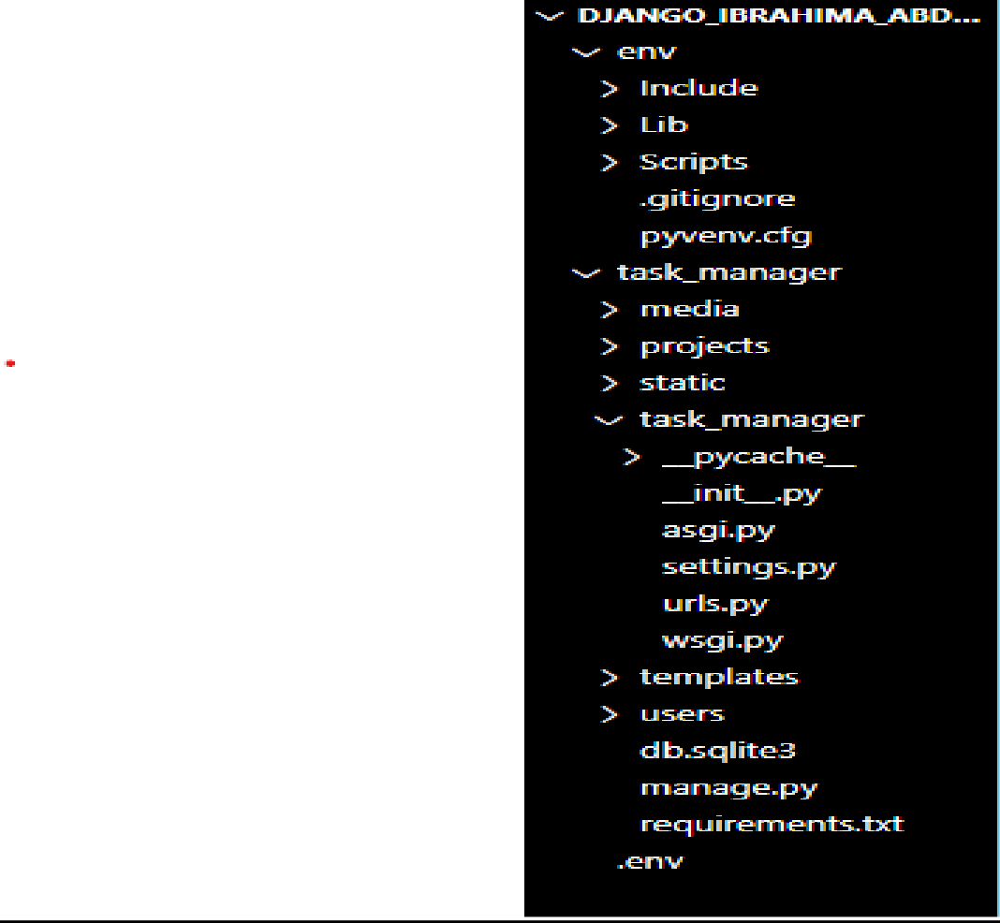 DJANGO_IBRAHIMA_ABD...
env
Include
Lib
Scripts
.gitignore
pyvenv.cfg
task_manager
media
projects
static
task_manager
__pycache__
__init__.py
asgi.py
settings.py
urls.py
wsgi.py
templates
users
db.sqlite3
manage.py
requirements.txt
.env